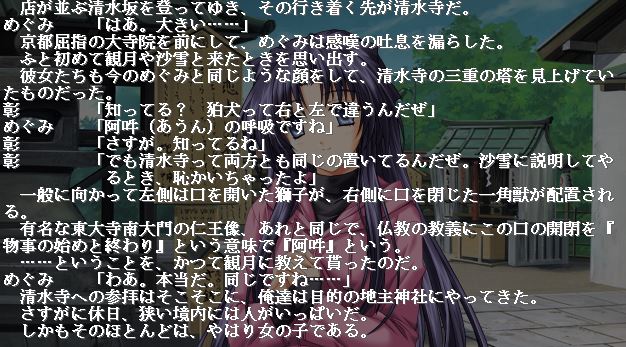 店が並ぶ清水坂を登ってゆき、その行き着く先が清水寺だ。
めぐみ 「はあ。大きい……」
京都屈指の大寺院を前にして、めぐみは感嘆の吐息を漏らした。
ふと初めて観月や沙雪と来たときを思い出す。
彼女たちも今のめぐみと同じような顔をして、清水寺の三重の塔を見上げてい
たものだった。
彰 「知ってる？ 狛犬って右と左で違うんだぜ」
めぐみ 「阿吽（あうん）の呼吸ですね」
彰 「さすが。知ってるね」
彰 「でも清水寺って両方とも同じの置いてるんだぜ。沙雪に説明してや
るとき、恥かいちゃったよ」
一般に向かって左側は口を開いた獅子が、右側に口を閉じた一角獣が配置され
る。
有名な東大寺南大門の仁王像、あれと同じで、仏教の教義にこの口の開閉を『
物事の始めと終わり』という意味で『阿吽』という。
……ということを、かつて観月に教えて貰ったのだ。
めぐみ 「わあ。本当だ。同じですね……」
清水寺への参拝はそこそこに、俺達は目的の地主神社にやってきた。
さすがに休日、狭い境内には人がいっぱいだ。
しかもそのほとんどは、やはり女の子である。